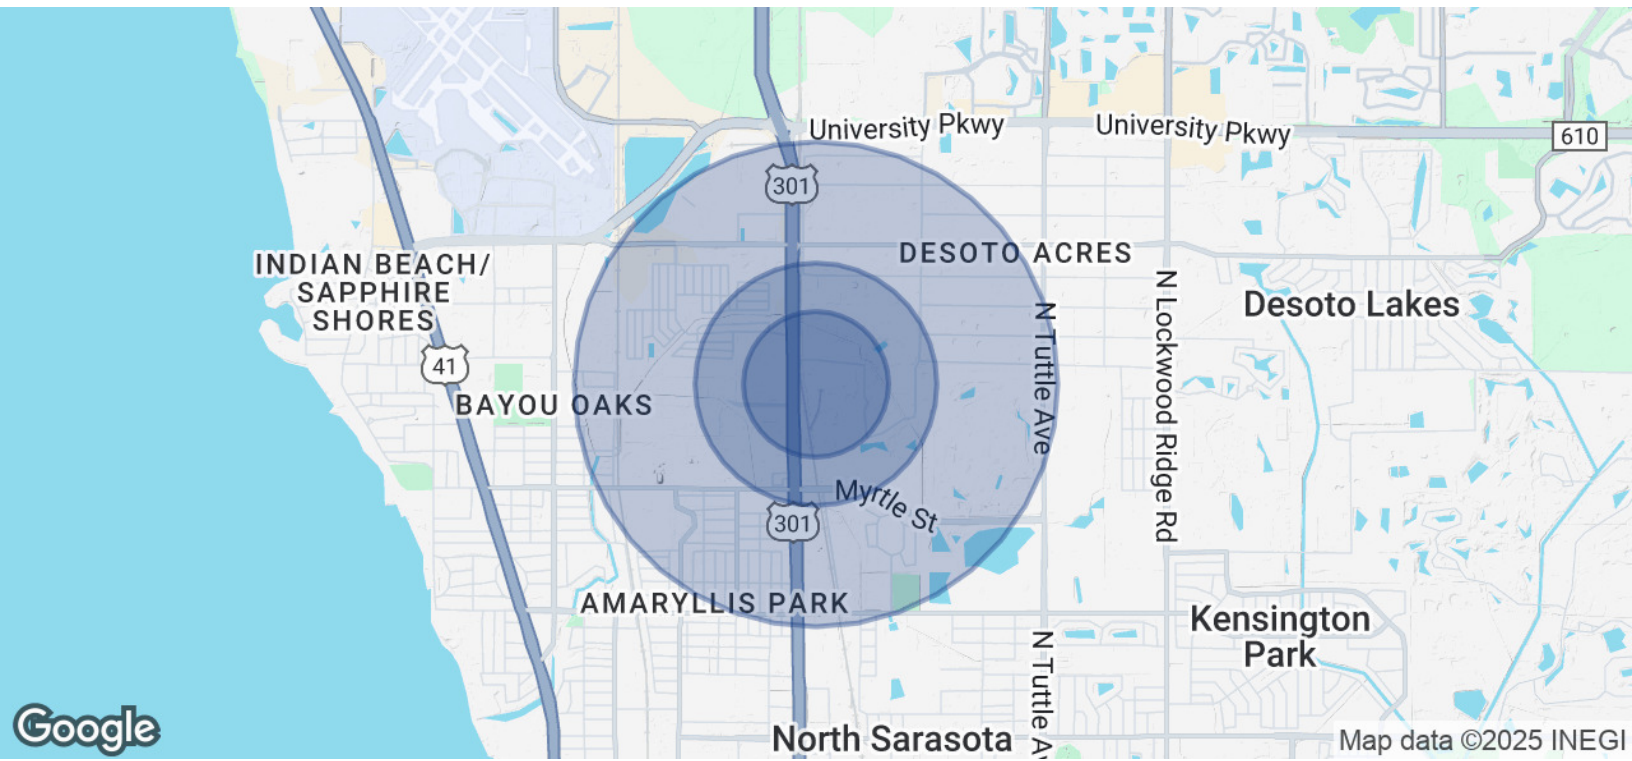 University Pkwy
University Pkwy
610
301
DESOTO ACRES
INDIAN BEACH/
SAPPHIRE
SHORES
Desoto Lakes
N Lockwood Ridge Rd
N Tuttle Ave
41
BAYOU OAKS
Myrtle St
301
AMARYLLIS PARK
Kensington
Park
N Tuttle Av
Google
North Sarasota
Map data ©2025 INEGI